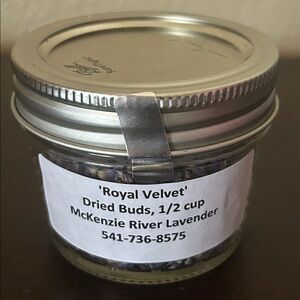 'Royal Velvet'
Dried Buds, 1/2 cup
McKenzie River Lavender
541-736-8575